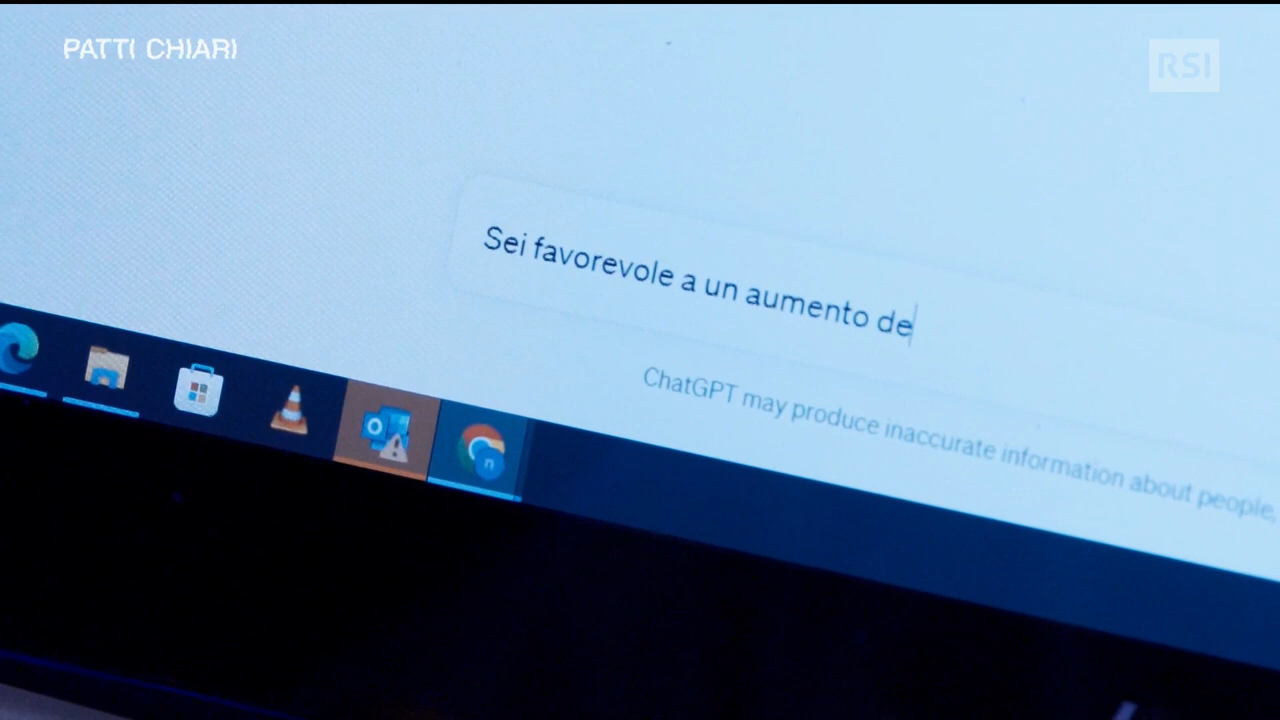 PATTI CHIARI
RSI
Sei favorevole a un aumento de
ChatGPT may produce inaccurate information about people,
n